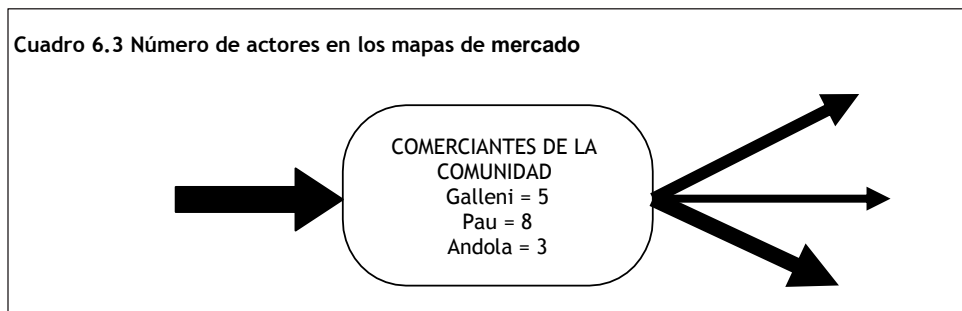 Cuadro 6.3 Número de actores en los mapas de mercado
COMERCIANTES DE LA
COMUNIDAD
Galleni = 5
Pau = 8
Andola = 3